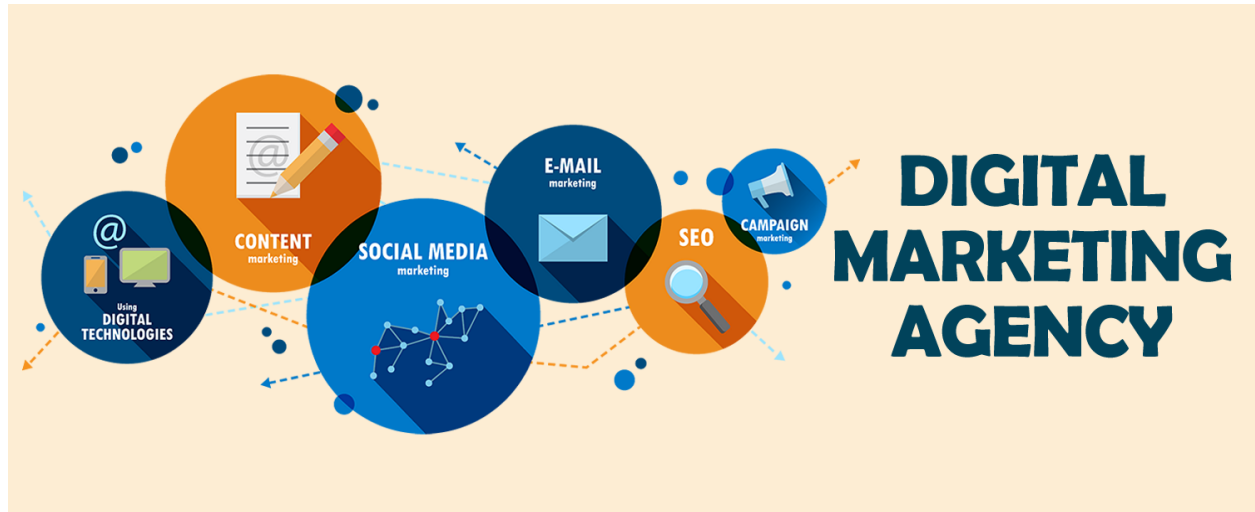 @
Using
DIGITAL
TECHNOLOGIES
@
CONTENT
marketing
SOCIAL MEDIA
marketing
E-MAIL
marketing
SEO
CAMPAIGN
marketing
DIGITAL
MARKETING
AGENCY